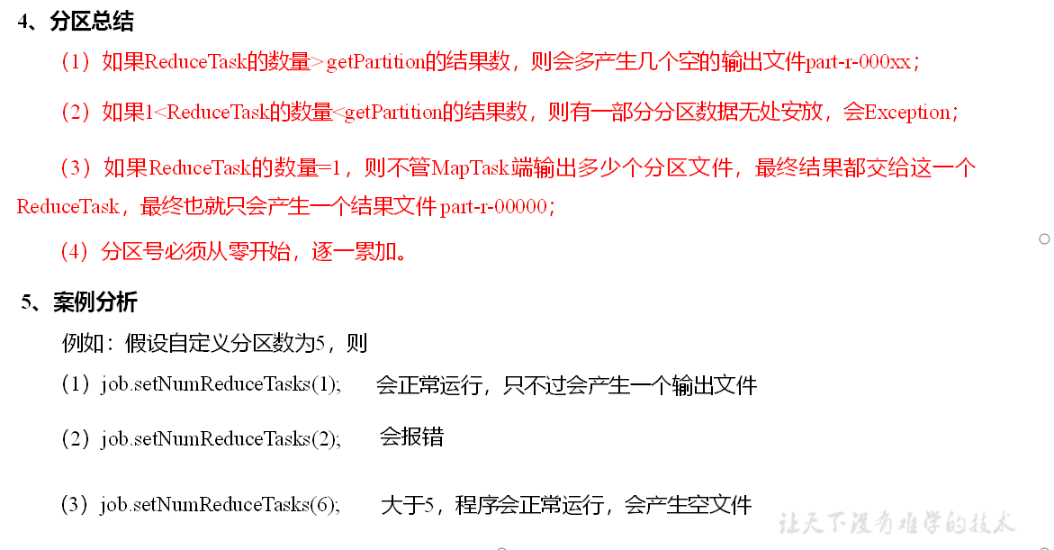 4、分区总结
（1）如果ReduceTask的数量>getPartition的结果数，则会多产生几个空的输出文件part-r-000xx；
（2）如果1<ReduceTask的数量<getPartition的结果数，则有一部分分区数据无处安放，会Exception；
（3）如果ReduceTask的数量=1，则不管MapTask端输出多少个分区文件，最终结果都交给这一个
ReduceTask，最终也就只会产生一个结果文件 part-r-00000；
（4）分区号必须从零开始，逐一累加。
5、案例分析
例如：假设自定义分区数为5，则
（1）job.setNumReduceTasks(1); 会正常运行，只不过会产生一个输出文件
（2）job.setNumReduceTasks(2); 会报错
（3）job.setNumReduceTasks(6); 大于5，程序会正常运行，会产生空文件
让天下没有难学的技术